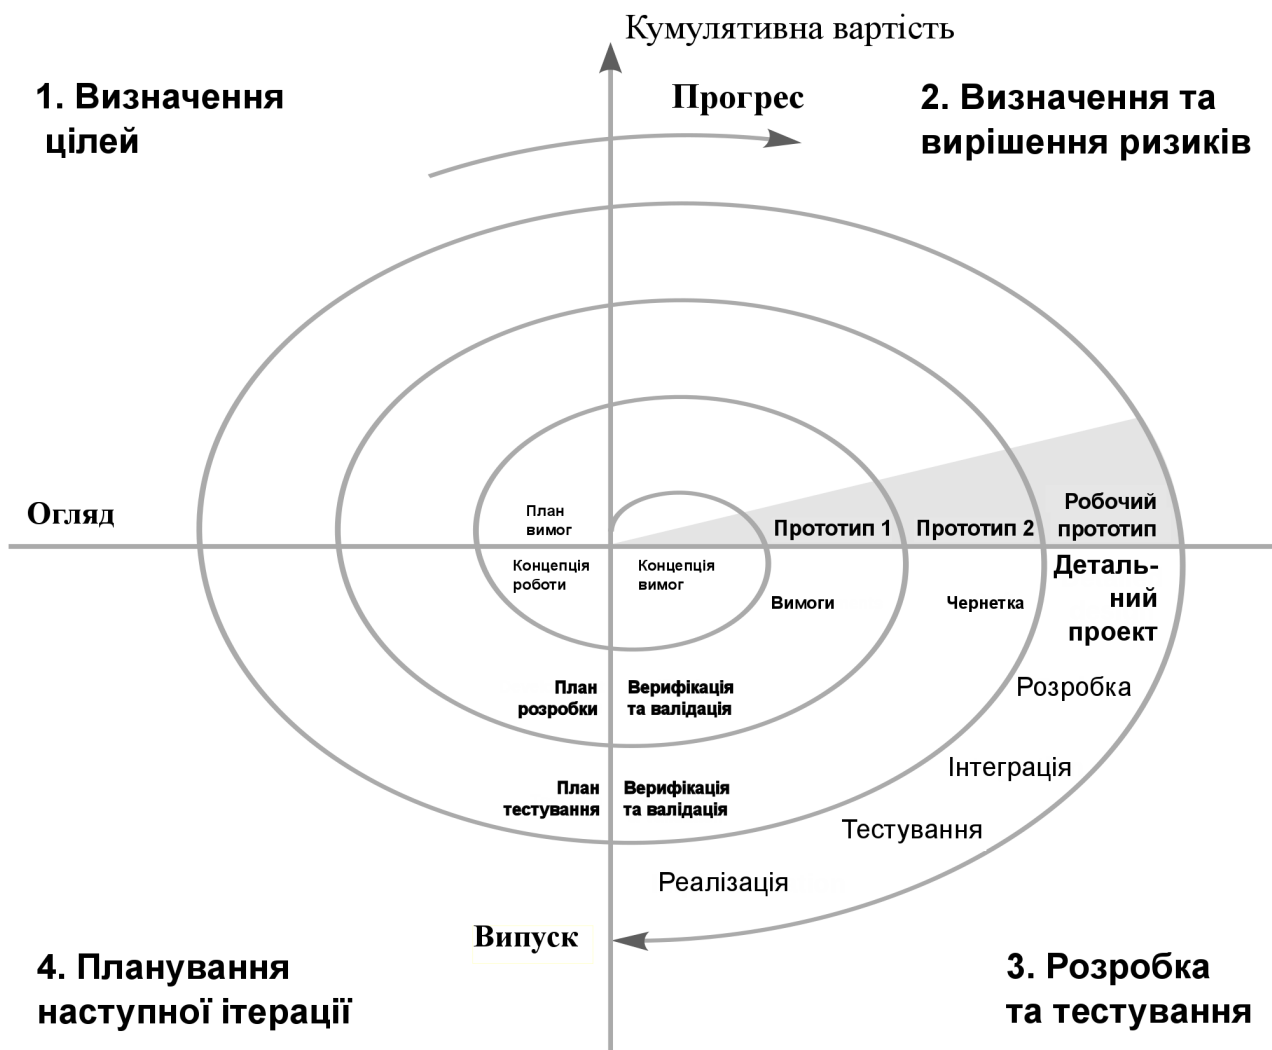 Кумулятивна вартість
1. Визначення
цілей
Прогрес
2. Визначення та
вирішення ризиків
Огляд
План
вимог
Прототип 1
Прототип 2
Робочий
прототип
Концепція
роботи
Концепція
вимог
Вимоги
Чернетка
Деталь-
ний
проект
План
розробки
Верифікація
та валідація
Розробка
План
тестування
Верифікація
та валідація
Інтеграція
Тестування
Реалізація
Випуск
4. Планування
наступної ітерації
3. Розробка
та тестування